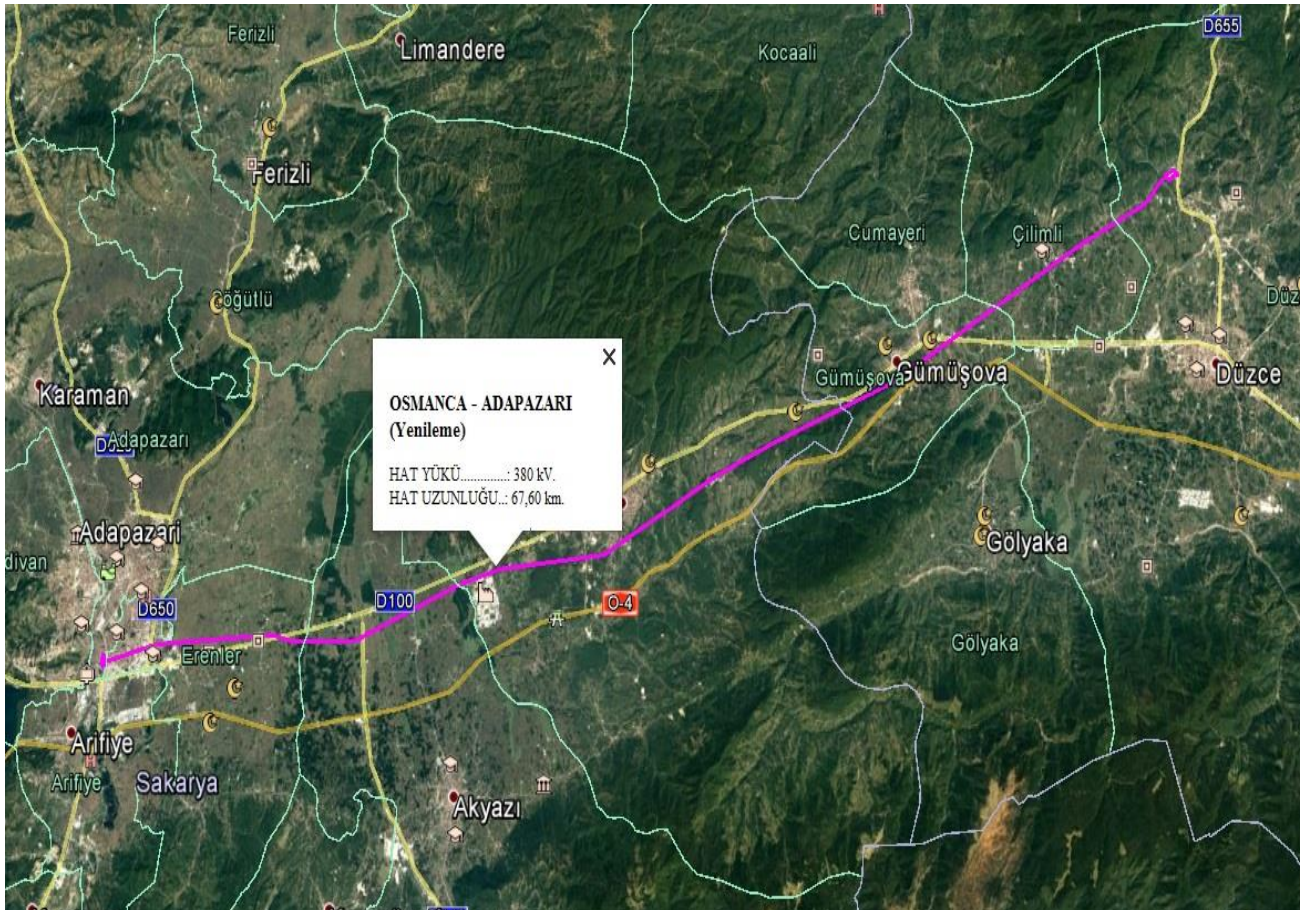 Ferizli
Limandere
Kocaali
D655
Ferizli
Cumayeri
Çilimli
Söğütlü
Düz
Karaman
Gümüşova
Gümüşova
Düzce
Adapazarı
OSMANCA - ADAPAZARI
(Yenileme)
HAT YÜKÜ..............: 380 kV.
HAT UZUNLUĞU..: 67,60 km.
X
Adapazari
Gölyaka
divan
D650
D100
O-4
Erenler
Gölyaka
Arifiye
Arifiye
Sakarya
Akyazı